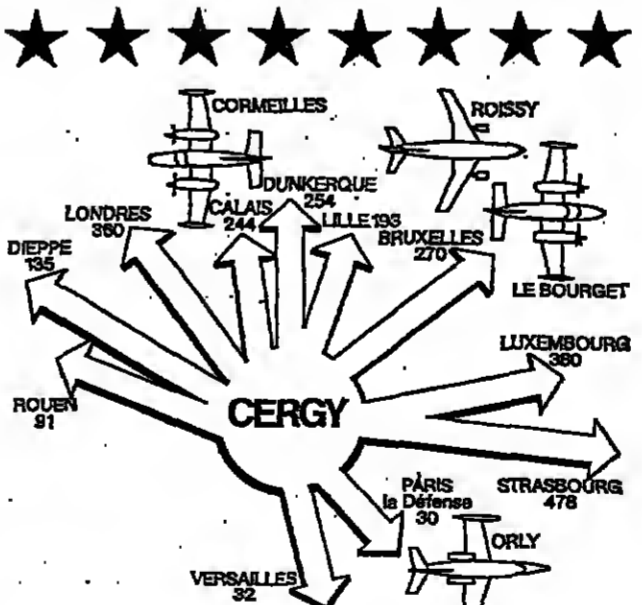 CORMEILLES
ROISSY
DUNKERQUE
254
CALAIS
244
LILLE 193
LONDRES
360
BRUXELLES
270
DIEPPE
135
LE BOURGET
LUXEMBOURG
380
CERGY
ROUEN
91
PARIS
la Défense
30
STRASBOURG
478
ORLY
VERSAILLES
32